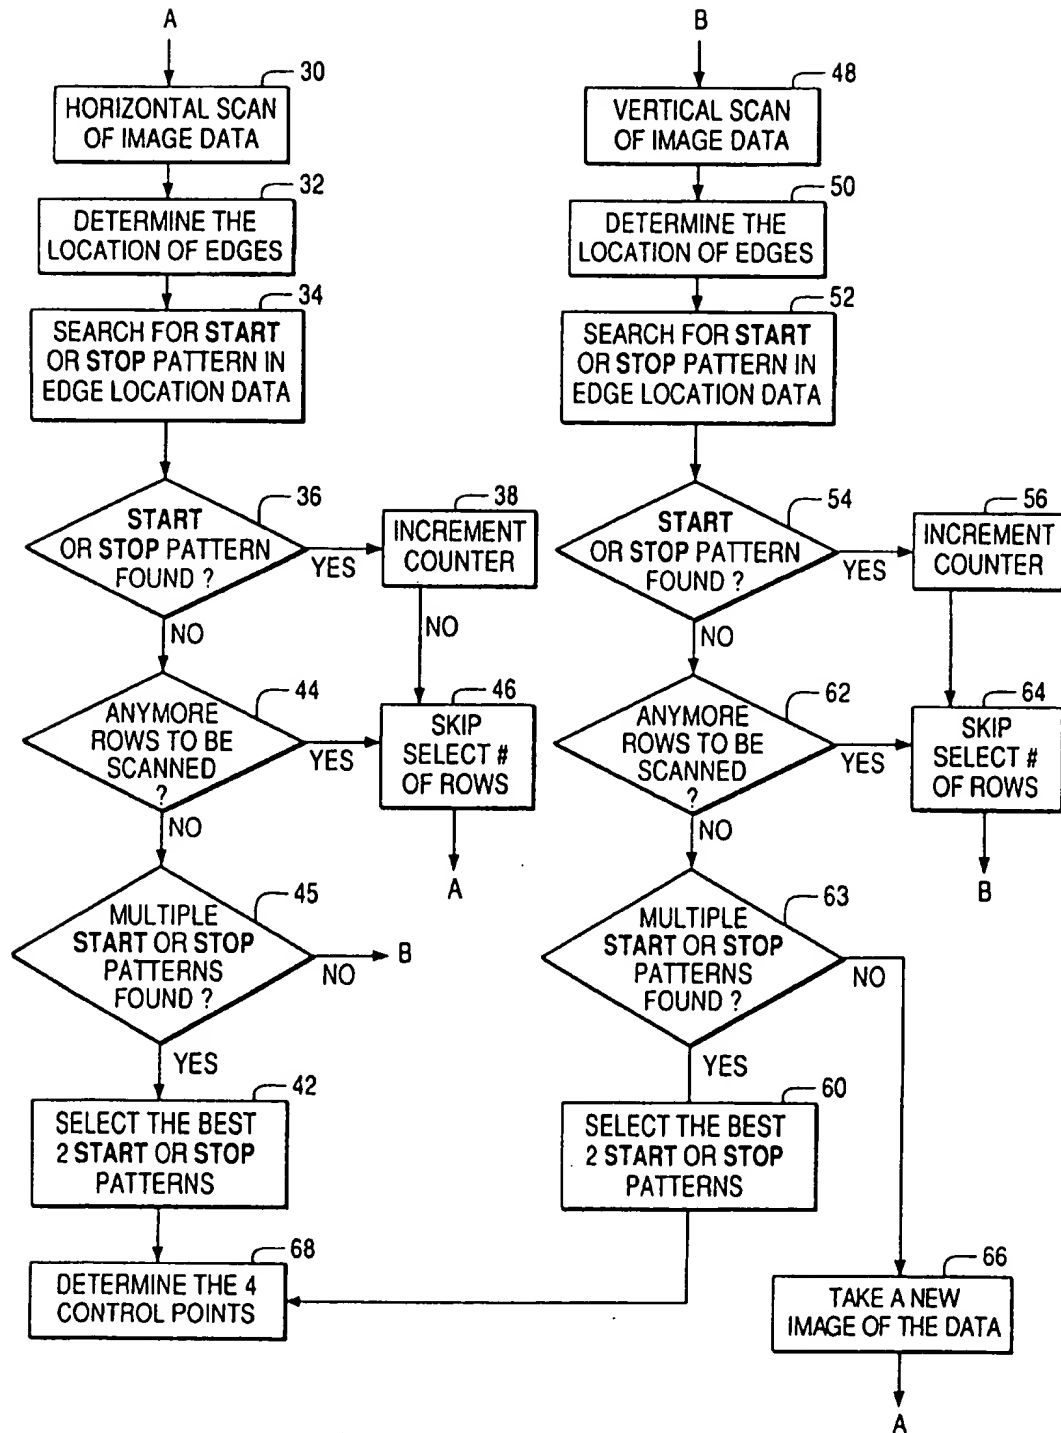 A
30
HORIZONTAL SCAN
OF IMAGE DATA
32
DETERMINE THE
LOCATION OF EDGES
34
SEARCH FOR START
OR STOP PATTERN IN
EDGE LOCATION DATA
36
START
OR STOP PATTERN
FOUND ?
YES
38
INCREMENT
COUNTER
NO
NO
44
ANYMORE
ROWS TO BE
SCANNED
?
YES
46
SKIP
SELECT #
OF ROWS
A
NO
45
MULTIPLE
START OR STOP
PATTERNS
FOUND ?
NO
B
YES
42
SELECT THE BEST
2 START OR STOP
PATTERNS
68
DETERMINE THE 4
CONTROL POINTS
B
48
VERTICAL SCAN
OF IMAGE DATA
50
DETERMINE THE
LOCATION OF EDGES
52
SEARCH FOR START
OR STOP PATTERN IN
EDGE LOCATION DATA
54
START
OR STOP PATTERN
FOUND ?
YES
56
INCREMENT
COUNTER
NO
62
ANYMORE
ROWS TO BE
SCANNED
?
YES
64
SKIP
SELECT #
OF ROWS
B
NO
63
MULTIPLE
START OR STOP
PATTERNS
FOUND ?
NO
YES
60
SELECT THE BEST
2 START OR STOP
PATTERNS
66
TAKE A NEW
IMAGE OF THE DATA
A